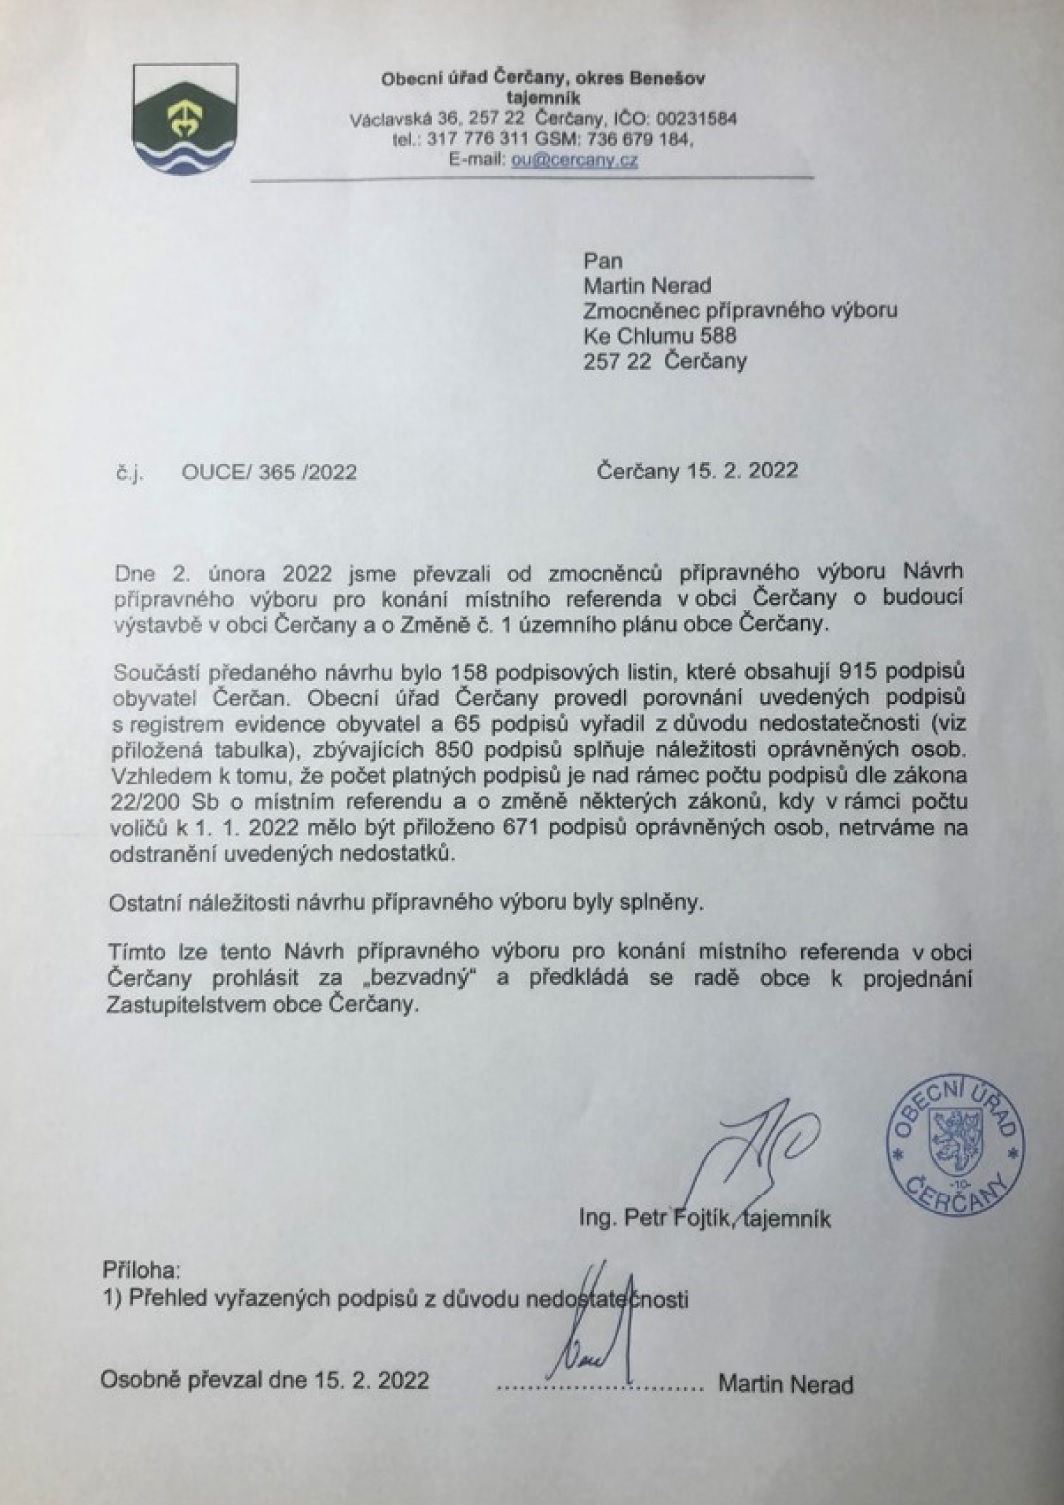 Obecní úřad Čerčany, okres Benešov
tajemník
Václavská 36, 257 22 Čerčany, IČO: 00231584
tel.: 317 776 311 GSM: 736 679 184,
E-mail: ou@cercany.cz
Pan
Martin Nerad
Zmocněnec přípravného výboru
Ke Chlumu 588
257 22 Čerčany
č.j. OUCE/ 365 /2022
Čerčany 15. 2. 2022
Dne 2. února 2022 jsme převzali od zmocněnců přípravného výboru Návrh
přípravného výboru pro konání místního referenda v obci Čerčany o budoucí
výstavbě v obci Čerčany a o Změně č. 1 územního plánu obce Čerčany.
Součástí předaného návrhu bylo 158 podpisových listin, které obsahují 915 podpisů
obyvatel Čerčan. Obecní úřad Čerčany provedl porovnání uvedených podpisů
s registrem evidence obyvatel a 65 podpisů vyřadil z důvodu nedostatečnosti (viz
přiložená tabulka), zbývajících 850 podpisů splňuje náležitosti oprávněných osob.
Vzhledem k tomu, že počet platných podpisů je nad rámec počtu podpisů dle zákona
22/200 Sb o místním referendu a o změně některých zákonů, kdy v rámci počtu
voličů k 1. 1. 2022 mělo být přiloženo 671 podpisů oprávněných osob, netrváme na
odstranění uvedených nedostatků.
Ostatní náležitosti návrhu přípravného výboru byly splněny.
Tímto lze tento Návrh přípravného výboru pro konání místního referenda v obci
Čerčany prohlásit za „bezvadný“ a předkládá se radě obce k projednání
Zastupitelstvem obce Čerčany.
* OBECNÍ ÚŘAD *
-10-
ČERČANY
Ing. Petr Fojtík, tajemník
Příloha:
1) Přehled vyřazených podpisů z důvodu nedostatečnosti
Osobně převzal dne 15. 2. 2022 .............................. Martin Nerad